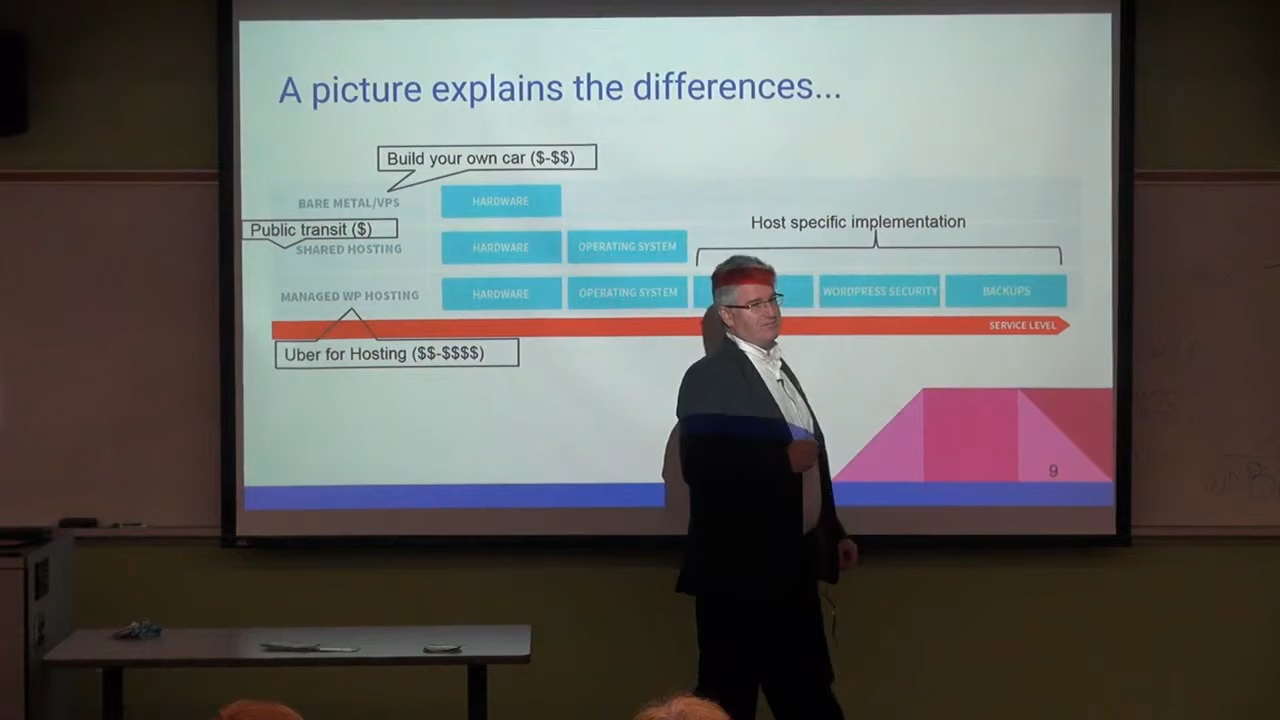 A picture explains the differences...
Build your own car ($-$$)
BARE METAL/VPS
HARDWARE
Public transit ($)
Host specific implementation
SHARED HOSTING
HARDWARE
OPERATING SYSTEM
MANAGED WP HOSTING
HARDWARE
OPERATING SYSTEM
WORDPRESS SECURITY
BACKUPS
SERVICE LEVEL
Uber for Hosting ($$-$$$$)
9